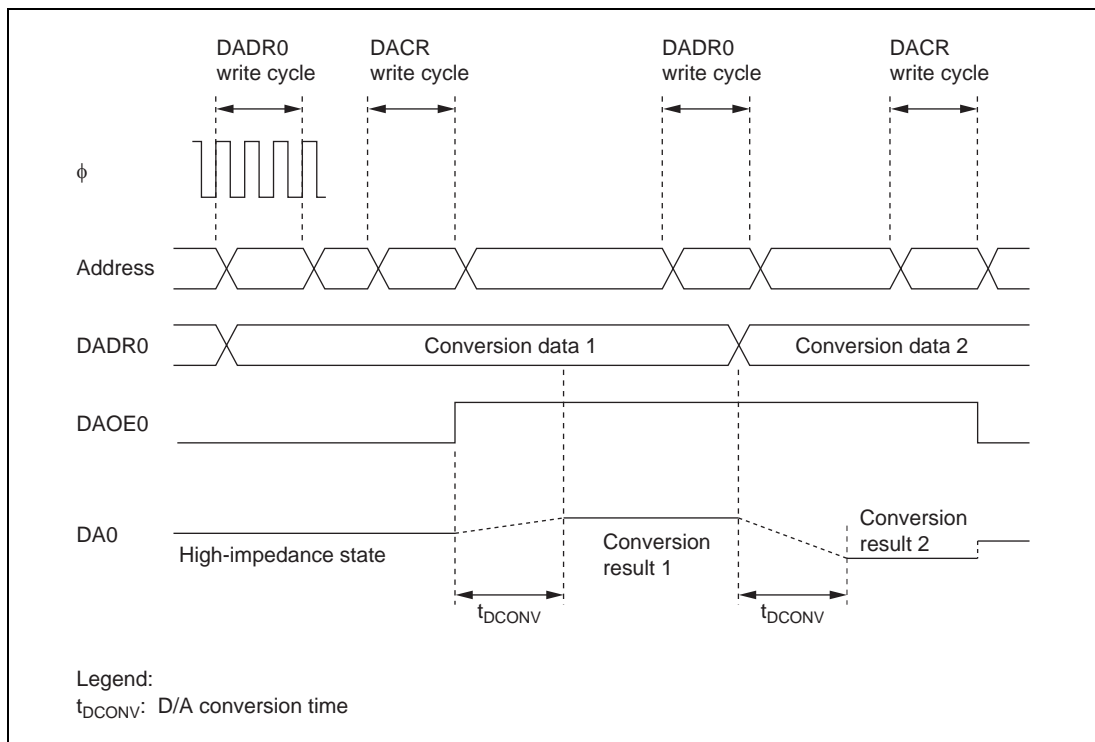 DADR0
write cycle
DACR
write cycle
DADR0
write cycle
DACR
write cycle
ϕ
Address
DADR0
Conversion data 1
Conversion data 2
DAOE0
DA0
High-impedance state
Conversion
result 1
Conversion
result 2
tDCONV
tDCONV
Legend:
tDCONV: D/A conversion time